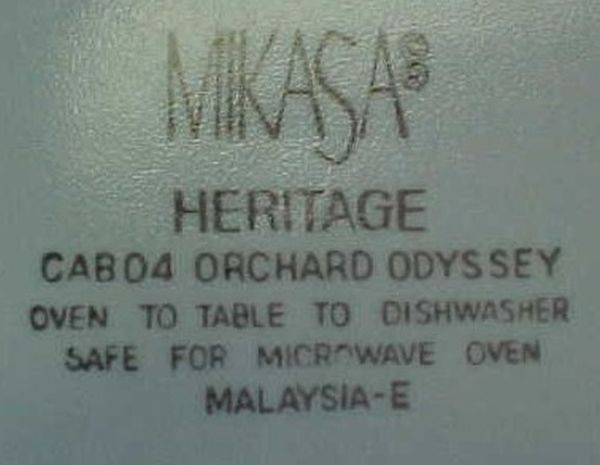 MIKASA®
HERITAGE
CAB04 ORCHARD ODYSSEY
OVEN TO TABLE TO DISHWASHER
SAFE FOR MICROWAVE OVEN
MALAYSIA-E